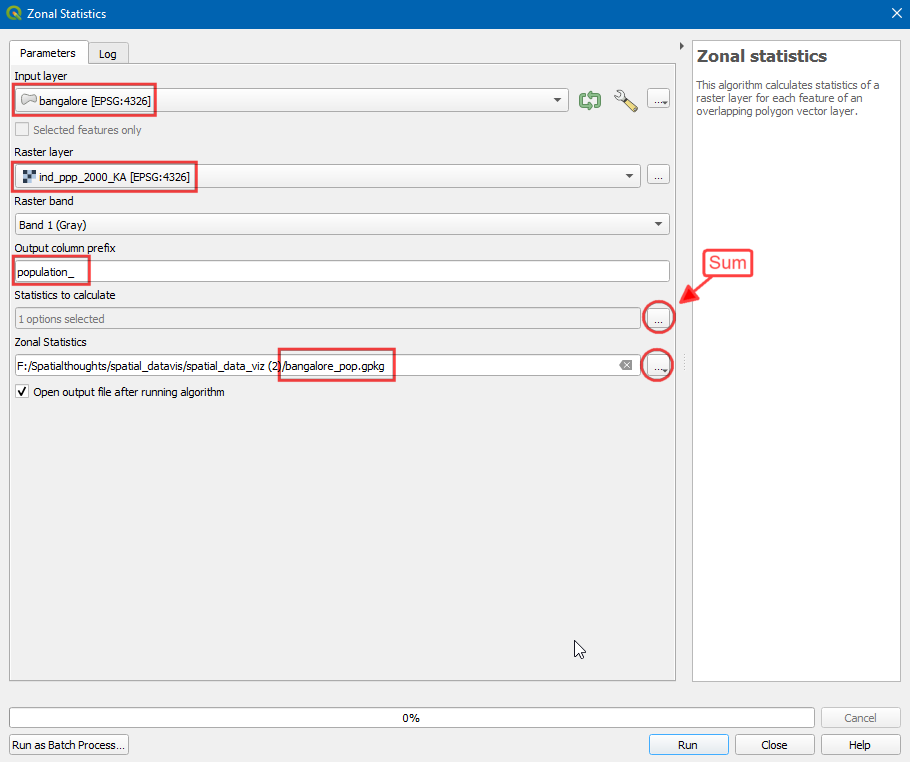 Zonal Statistics
Parameters
Log
Input layer
bangalore [EPSG:4326]
...
Selected features only
Raster layer
ind_ppp_2000_KA [EPSG:4326]
...
Raster band
Band 1 (Gray)
Output column prefix
population_
Statistics to calculate
1 options selected
...
Zonal Statistics
F:/Spatialthoughts/spatial_datavis/spatial_data_viz (2)/bangalore_pop.gpkg
...
Open output file after running algorithm
Zonal statistics
This algorithm calculates statistics of a
raster layer for each feature of an
overlapping polygon vector layer.
Sum
0%
Cancel
Run as Batch Process...
Run
Close
Help